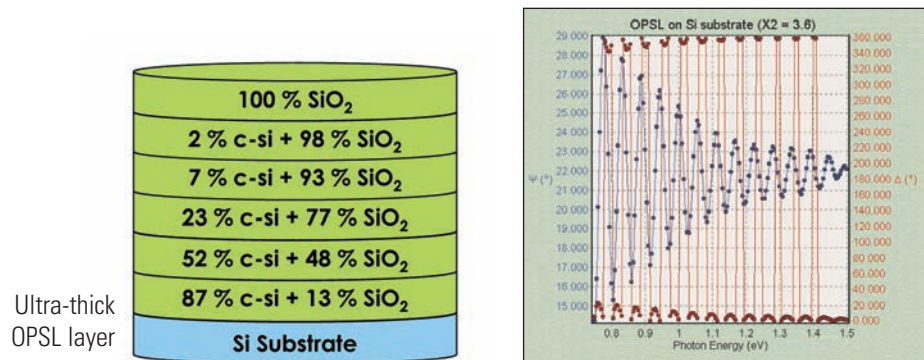 100 % SiO₂
2 % c-si + 98 % SiO₂
7 % c-si + 93 % SiO₂
23 % c-si + 77 % SiO₂
52 % c-si + 48 % SiO₂
87 % c-si + 13 % SiO₂
Si Substrate
Ultra-thick
OPSL layer
OPSL on Si substrate (X2 = 3.6)
29 000
28 000
27 000
26 000
25 000
24 000
23 000
22 000
21 000
20 000
19 000
18 000
17 000
16 000
15 000
Ψ (°)
360.000
340.000
320.000
300.000
280.000
260.000
240.000
220.000
200.000
180.000
160.000
140.000
120.000
100.000
80.000
60.000
40.000
20.000
0.000
Δ (°)
0.8 0.9 1 1.1 1.2 1.3 1.4 1.5
Photon Energy (eV)